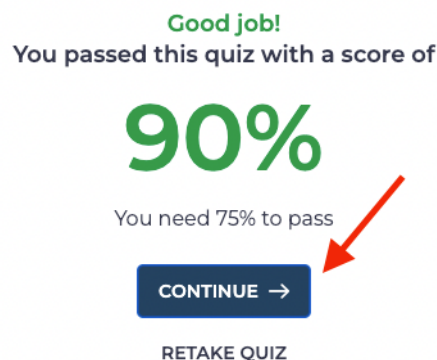 Good job!
You passed this quiz with a score of
90%
You need 75% to pass
CONTINUE →
RETAKE QUIZ